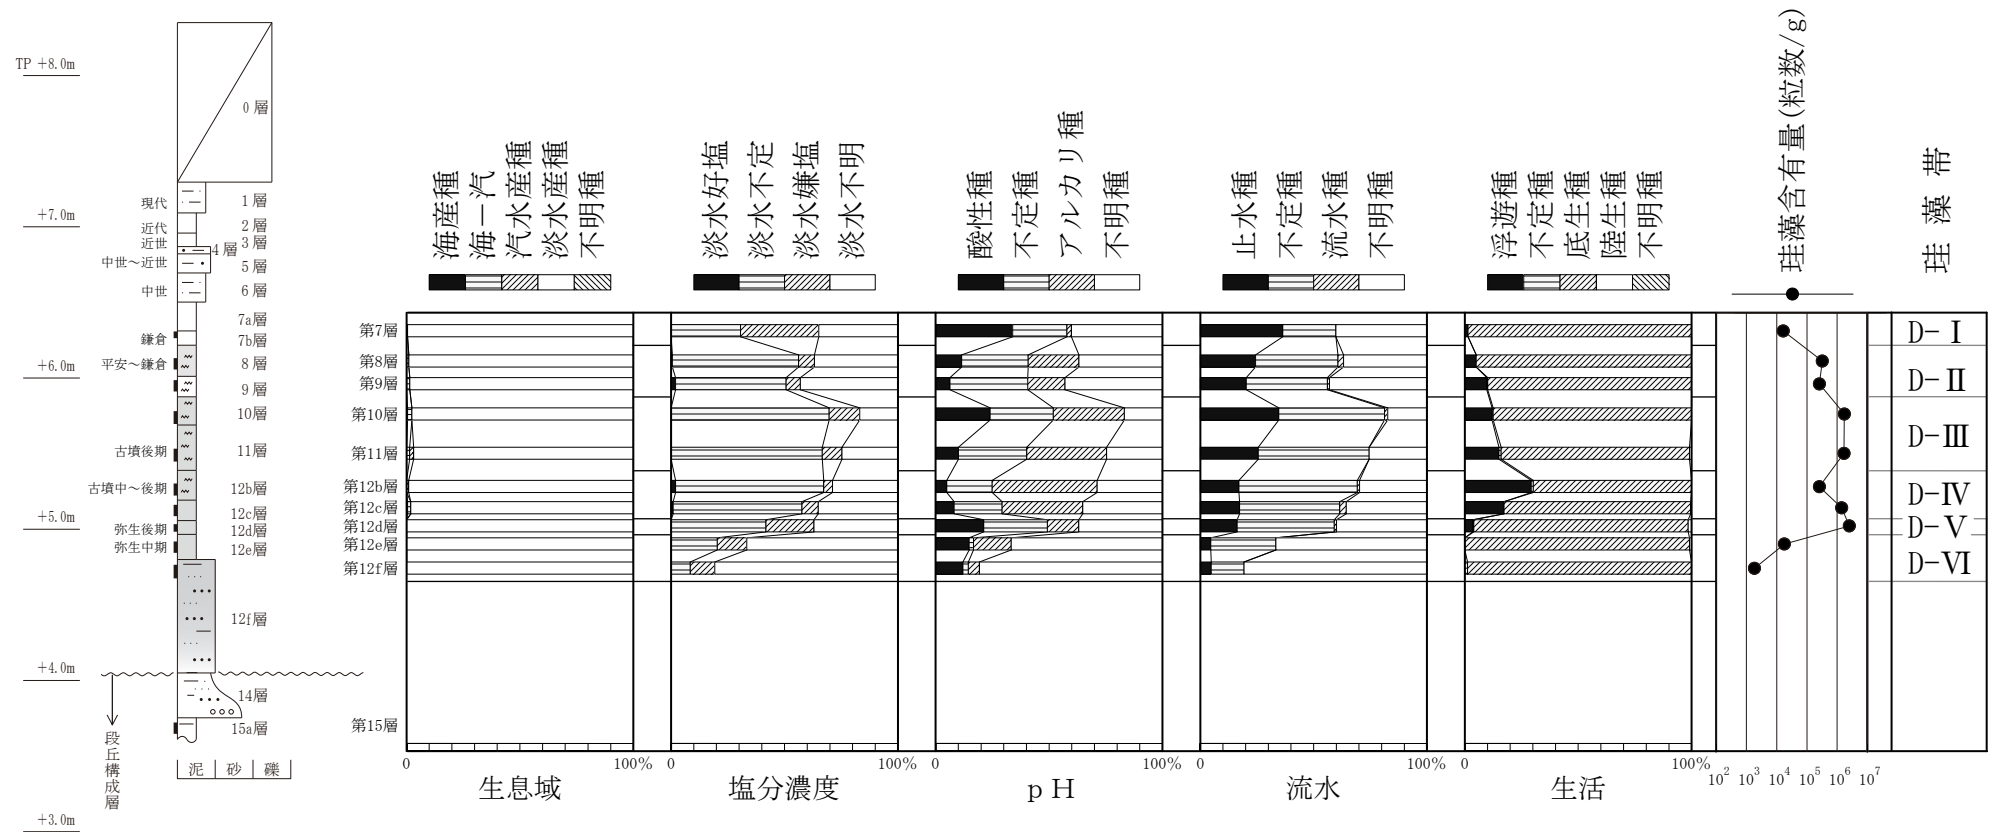 TP +8.0m
+7.0m
+6.0m
+5.0m
+4.0m
+3.0m
現代
近代
近世
中世～近世
中世
鎌倉
平安～鎌倉
古墳後期
古墳中～後期
弥生後期
弥生中期
段丘構成層
0層
1層
2層
3層
4層
5層
6層
7a層
7b層
8層
9層
10層
11層
12b層
12c層
12d層
12e層
12f層
14層
15a層
泥 砂 礫
第7層
第8層
第9層
第10層
第11層
第12b層
第12c層
第12d層
第12e層
第12f層
第15層
海産種
海－汽
汽水産種
淡水産種
不明種
0 100%
生息域
淡水好塩
淡水不定
淡水嫌塩
淡水不明
0 100%
塩分濃度
酸性種
不定種
アルカリ種
不明種
0 100%
pH
止水種
不定種
流水種
不明種
0 100%
流水
浮遊種
不定種
底生種
陸生種
不明種
0 100%
生活
珪藻含有量(粒数/g)
10² 10³ 10⁴ 10⁵ 10⁶ 10⁷
珪藻帯
D-Ⅰ
D-Ⅱ
D-Ⅲ
D-Ⅳ
D-Ⅴ
D-Ⅵ